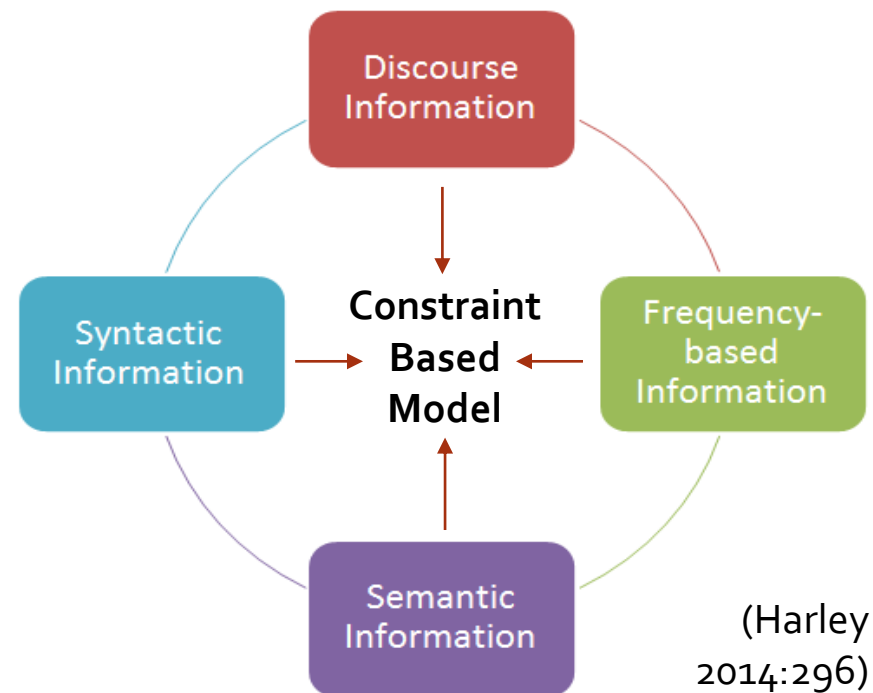 Discourse
Information
Syntactic
Information
Constraint
Based
Model
Frequency-
based
Information
Semantic
Information
(Harley
2014:296)